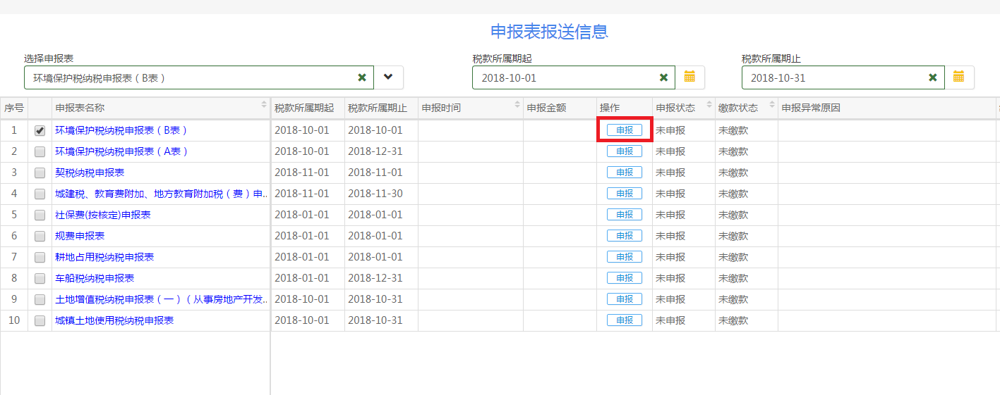 申报表报送信息
选择申报表 税款所属期起 税款所属期止
环境保护税纳税申报表（B表） 2018-10-01 2018-10-31
序号 申报表名称 税款所属期起 税款所属期止 申报时间 申报金额 操作 申报状态 缴款状态 申报异常原因
1 环境保护税纳税申报表（B表） 2018-10-01 2018-10-01 申报 未申报 未缴款
2 环境保护税纳税申报表（A表） 2018-10-01 2018-12-31 申报 未申报 未缴款
3 契税纳税申报表 2018-11-01 2018-11-01 申报 未申报 未缴款
4 城建税、教育费附加、地方教育附加税（费）申.. 2018-11-01 2018-11-30 申报 未申报 未缴款
5 社保费(按核定)申报表 2018-01-01 2018-01-01 申报 未申报 未缴款
6 规费申报表 2018-01-01 2018-01-01 申报 未申报 未缴款
7 耕地占用税纳税申报表 2018-01-01 2018-01-01 申报 未申报 未缴款
8 车船税纳税申报表 2018-01-01 2018-12-31 申报 未申报 未缴款
9 土地增值税纳税申报表（一）（从事房地产开发.. 2018-10-01 2018-10-31 申报 未申报 未缴款
10 城镇土地使用税纳税申报表 2018-10-01 2018-10-31 申报 未申报 未缴款